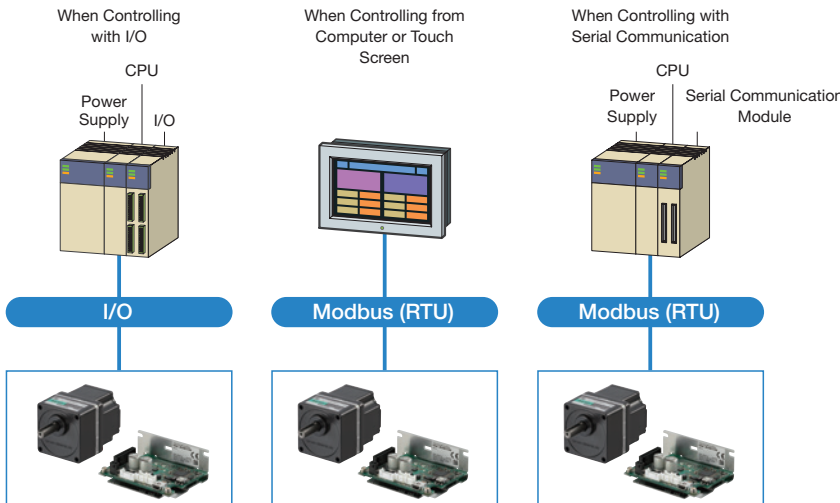 When Controlling
with I/O
CPU
Power
Supply
I/O
I/O
When Controlling from
Computer or Touch
Screen
Modbus (RTU)
When Controlling with
Serial Communication
CPU
Power
Supply
Serial Communication
Module
Modbus (RTU)